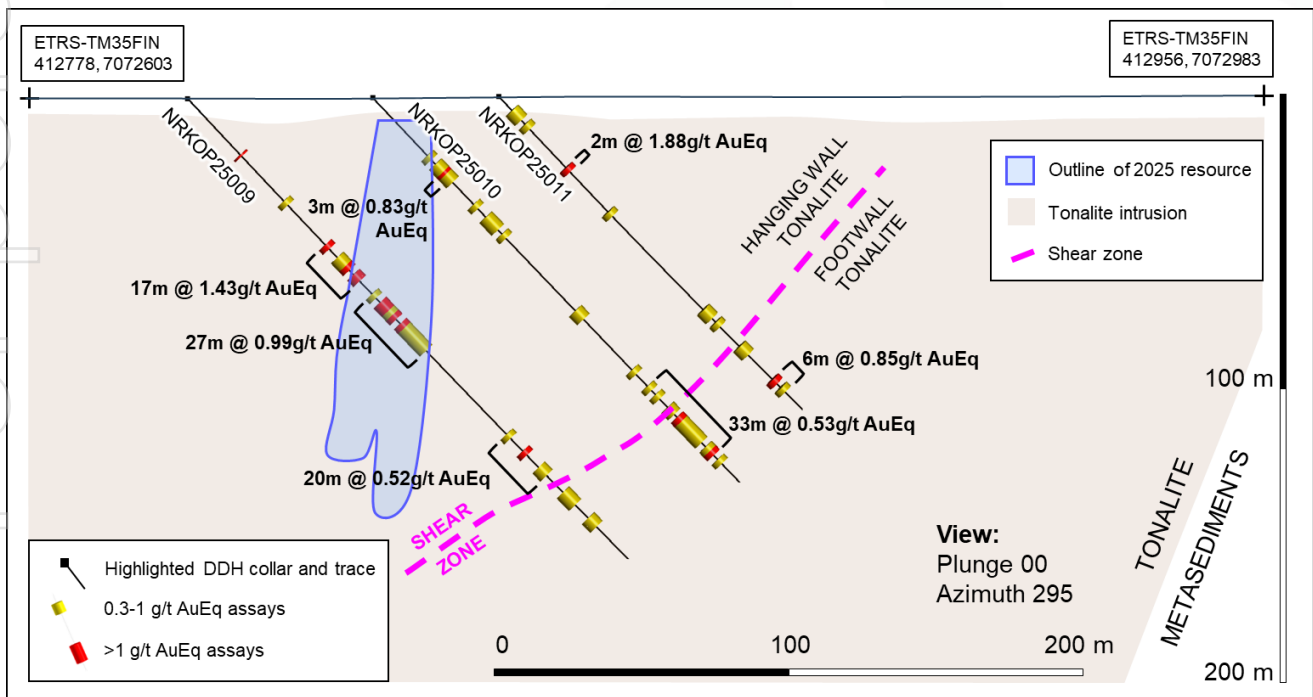 ETRS-TM35FIN
412778, 7072603
ETRS-TM35FIN
412956, 7072983
NRKOP25009
NRKOP25010
NRKOP25011
2m @ 1.88g/t AuEq
3m @ 0.83g/t
AuEq
17m @ 1.43g/t AuEq
27m @ 0.99g/t AuEq
20m @ 0.52g/t AuEq
33m @ 0.53g/t AuEq
6m @ 0.85g/t AuEq
HANGING WALL
TONALITE
FOOTWALL
TONALITE
SHEAR
ZONE
Outline of 2025 resource
Tonalite intrusion
Shear zone
100 m
200 m
TONALITE
METASEDIMENTS
View:
Plunge 00
Azimuth 295
Highlighted DDH collar and trace
0.3-1 g/t AuEq assays
>1 g/t AuEq assays
0 100 200 m